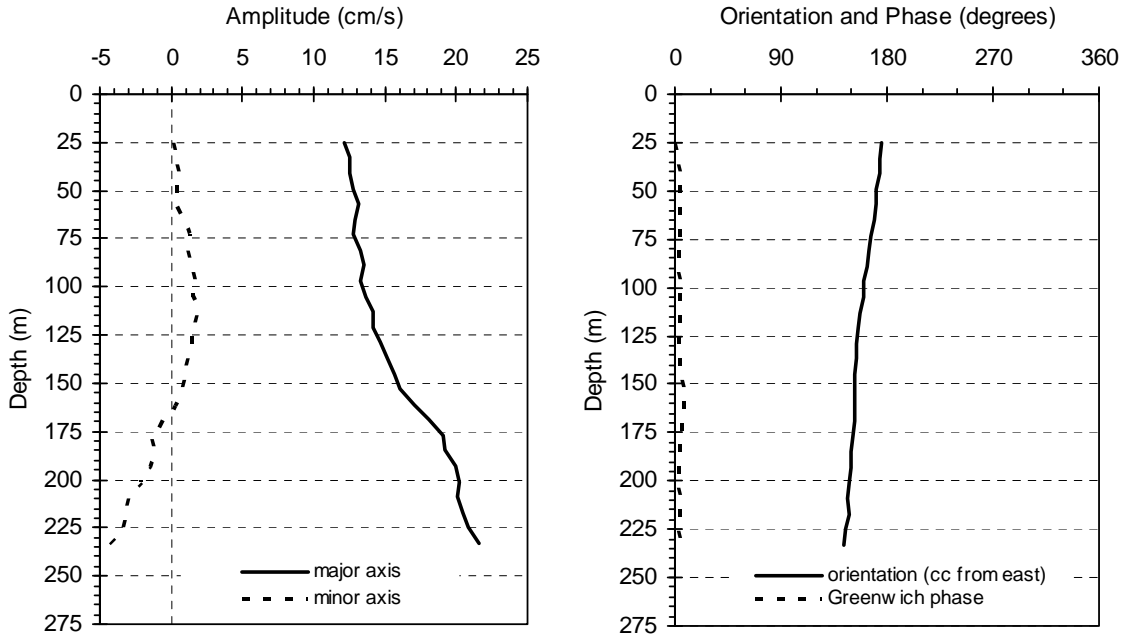 Amplitude (cm/s)
-5 0 5 10 15 20 25
0
25
50
75
100
125
150
175
200
225
250
275
Depth (m)
major axis
minor axis
Orientation and Phase (degrees)
0 90 180 270 360
0
25
50
75
100
125
150
175
200
225
250
275
Depth (m)
orientation (cc from east)
Greenwich phase